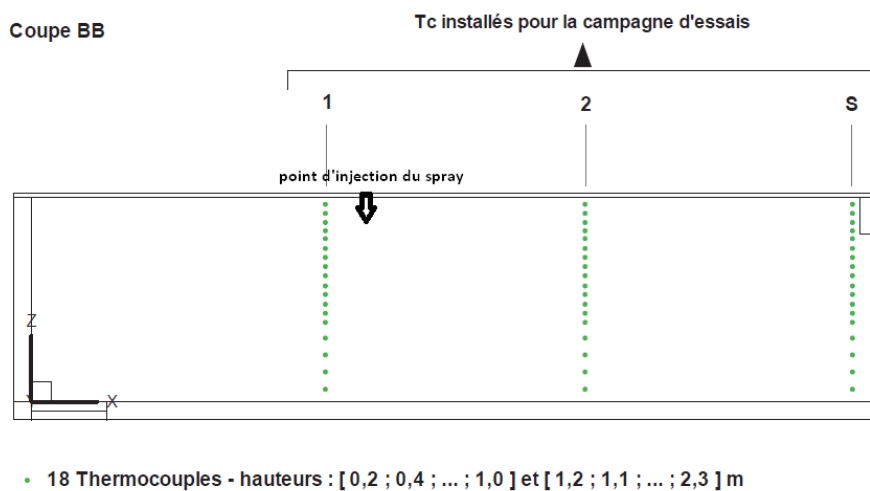 Coupe BB
Tc installés pour la campagne d'essais
1 2 S
point d'injection du spray
Z
X
• 18 Thermocouples - hauteurs : [ 0,2 ; 0,4 ; ... ; 1,0 ] et [ 1,2 ; 1,1 ; ... ; 2,3 ] m